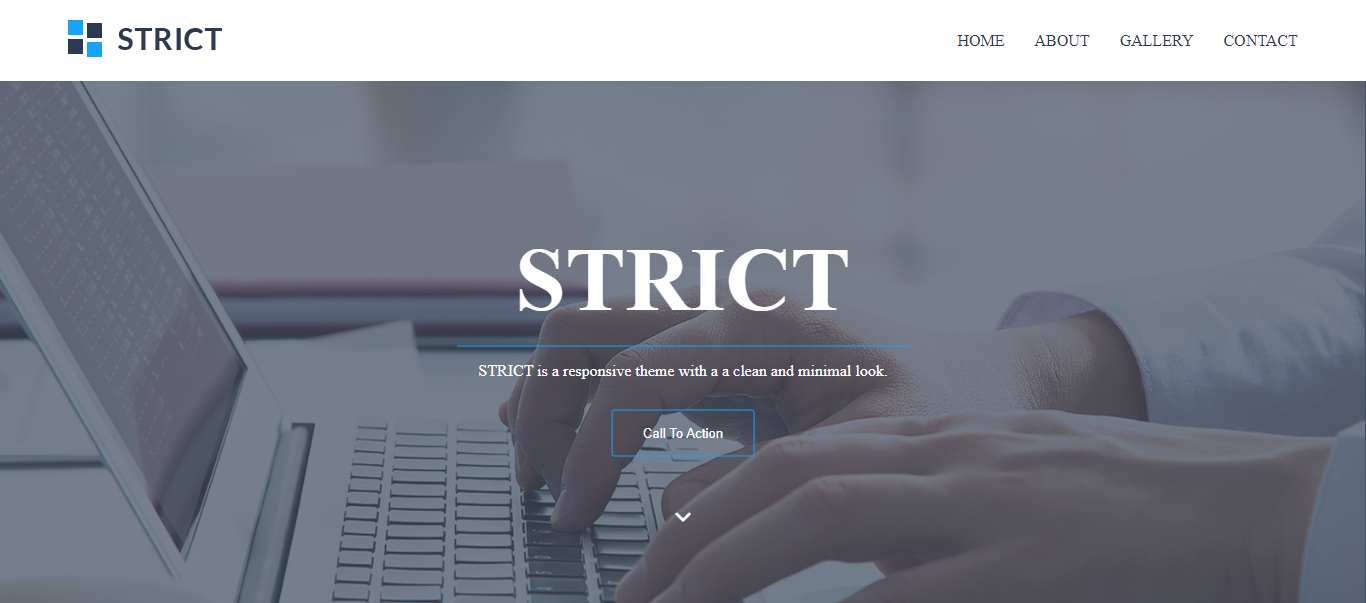 STRICT
HOME ABOUT GALLERY CONTACT
STRICT
STRICT is a responsive theme with a a clean and minimal look.
Call To Action